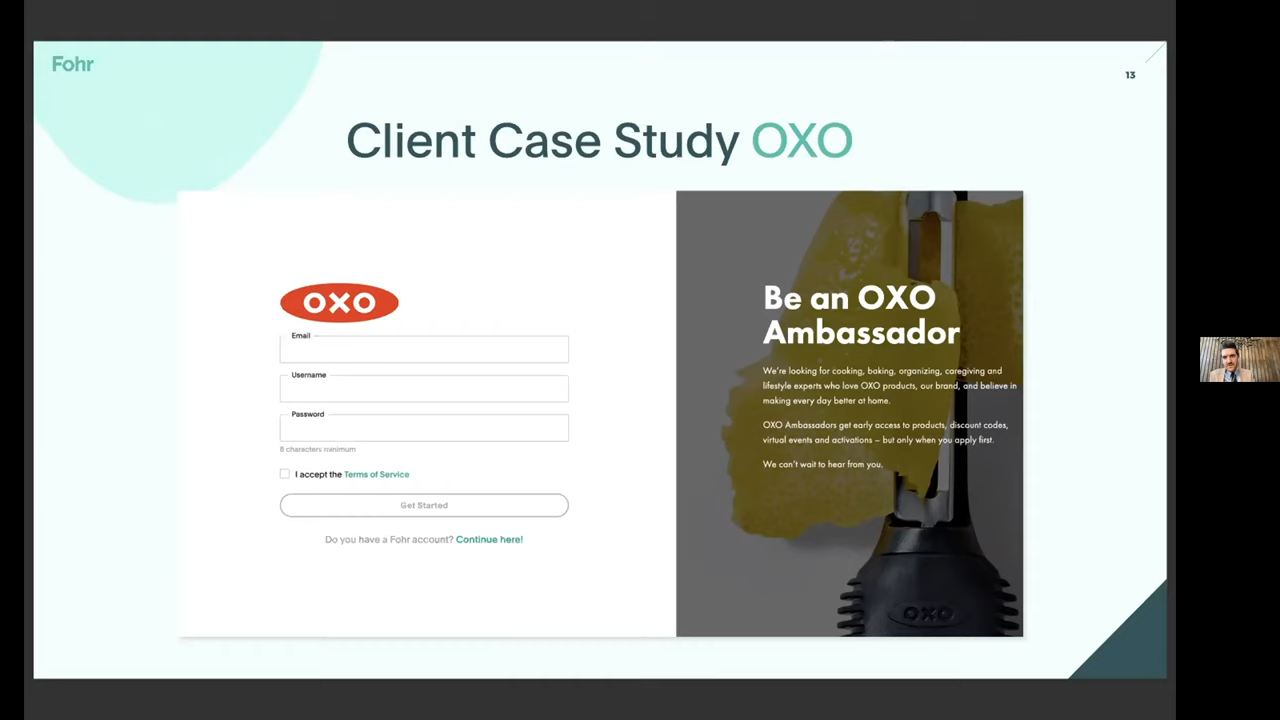 Fohr
13
Client Case Study OXO
OXO
Email
Username
Password
8 characters minimum
I accept the Terms of Service
Get Started
Do you have a Fohr account? Continue here!
Be an OXO
Ambassador
We're looking for cooking, baking, organizing, caregiving and
lifestyle experts who love OXO products, our brand, and believe in
making every day better at home.
OXO Ambassadors get early access to products, discount codes,
virtual events and activations – but only when you apply first.
We can't wait to hear from you.
OXO